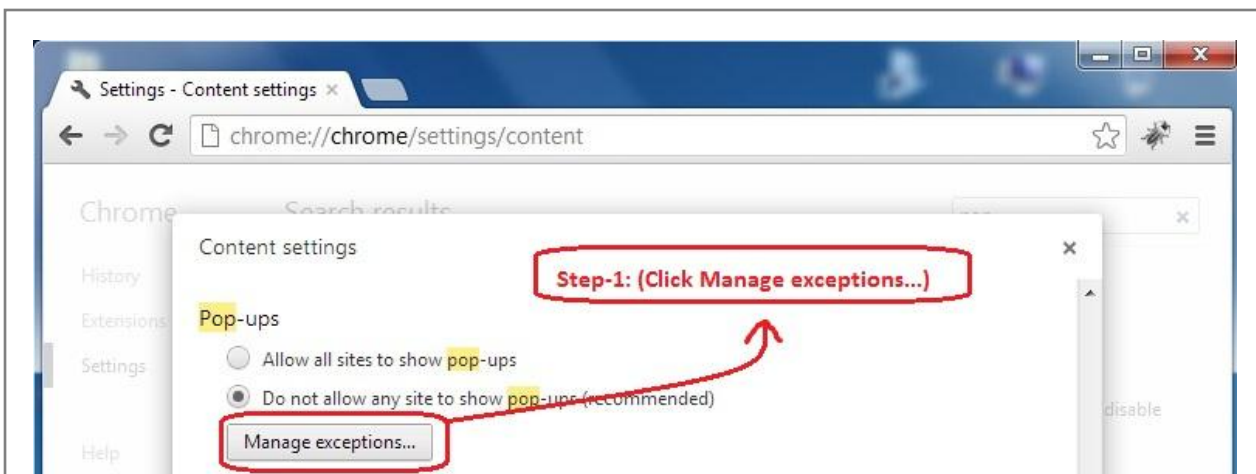 Settings - Content settings
chrome://chrome/settings/content
Chrome
Search results
Content settings
Step-1: (Click Manage exceptions...)
History
Extensions
Pop-ups
Settings
Allow all sites to show pop-ups
Do not allow any site to show pop-ups (recommended)
disable
Manage exceptions...
Help